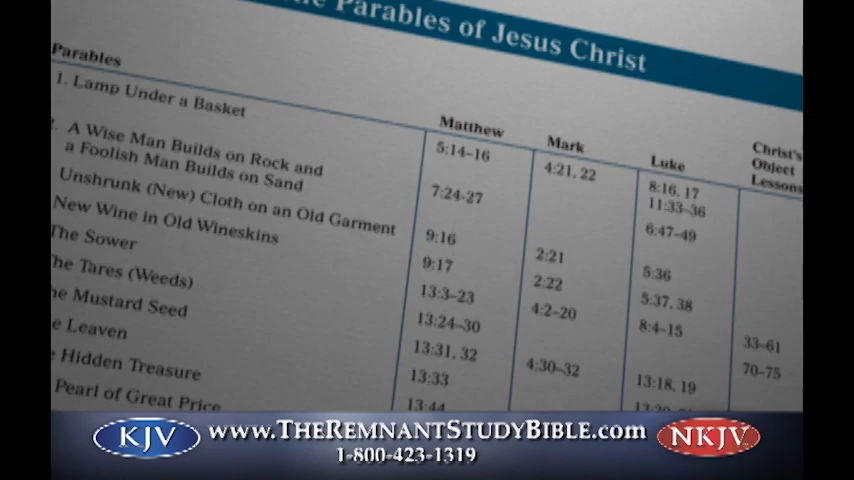 The Parables of Jesus Christ
Parables
Matthew
Mark
Luke
Christ's
Object
Lessons
1. Lamp Under a Basket 5:14–16 4:21, 22 8:16, 17
11:33–36
A Wise Man Builds on Rock and
a Foolish Man Builds on Sand 7:24-27 6:47–49
Unshrunk (New) Cloth on an Old Garment 9:16 2:21 5:36
New Wine in Old Wineskins 9:17 2:22 5:37, 38
The Sower 13:3–23 4:2–20 8:4–15 33–61
The Tares (Weeds) 13:24–30 70–75
The Mustard Seed 13:31, 32 4:30–32 13:18, 19
The Leaven 13:33
Hidden Treasure 13:44
Pearl of Great Price
KJV www.TheRemnantStudyBible.com NKJV
1-800-423-1319